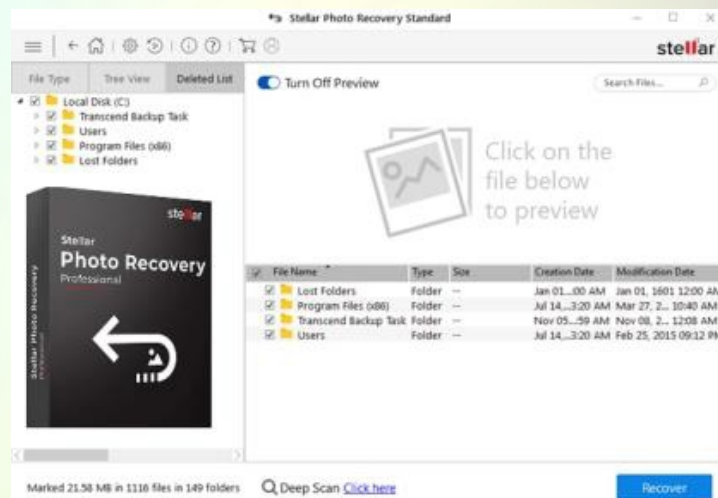 Stellar Photo Recovery Standard
stellar
File Type Tree View Deleted List
Turn Off Preview
Search Files...
Local Disk (C:)
Transcend Backup Task
Users
Program Files (x86)
Lost Folders
Click on the
file below
to preview
stellar
Stellar
Photo Recovery
Professional
Stellar Photo Recovery
Professional
File Name Type Size Creation Date Modification Date
Lost Folders Folder -- Jan 01...00 AM Jan 01, 1601 12:00 AM
Program Files (x86) Folder -- Jul 14,...3:20 AM Mar 27, 2... 10:40 AM
Transcend Backup Task Folder -- Nov 05...59 AM Nov 08, 2... 12:08 AM
Users Folder -- Jul 14,...3:20 AM Feb 25, 2015 09:12 PM
Marked 21.58 MB in 1116 files in 149 folders
Deep Scan Click here
Recover